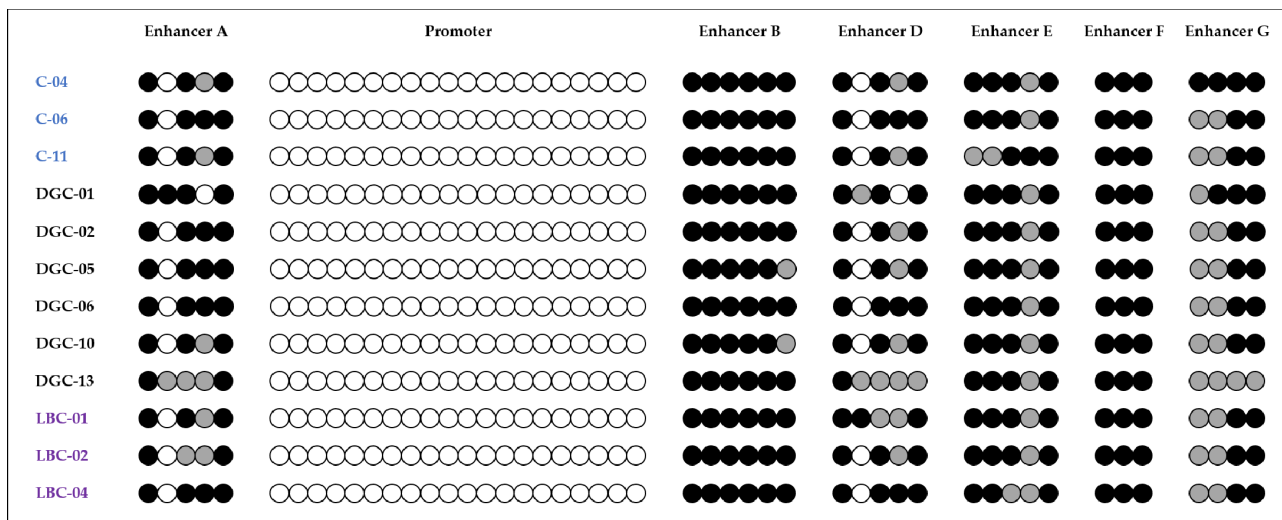 Enhancer A Promoter Enhancer B Enhancer D Enhancer E Enhancer F Enhancer G
C-04
C-06
C-11
DGC-01
DGC-02
DGC-05
DGC-06
DGC-10
DGC-13
LBC-01
LBC-02
LBC-04